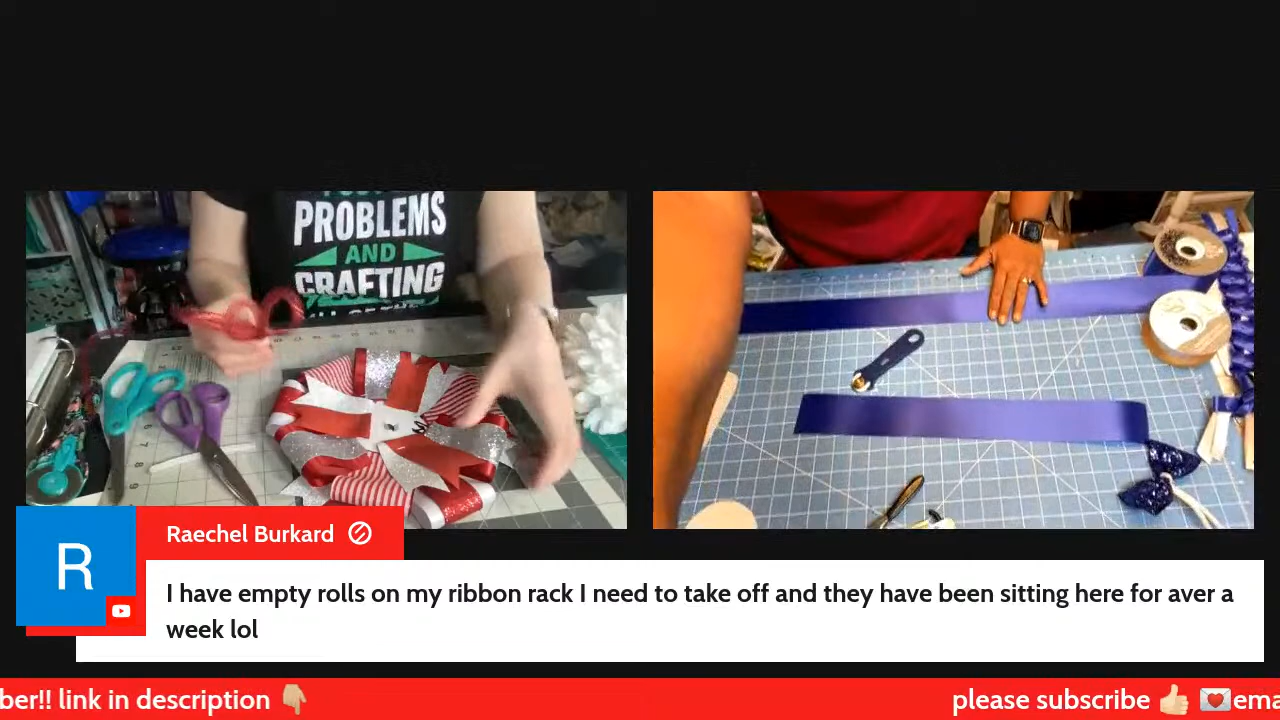 PROBLEMS
AND
CRAFTING
R
Raechel Burkard
I have empty rolls on my ribbon rack I need to take off and they have been sitting here for aver a
week lol
ber!! link in description 👇🏼 please subscribe 👍🏼 💌ema